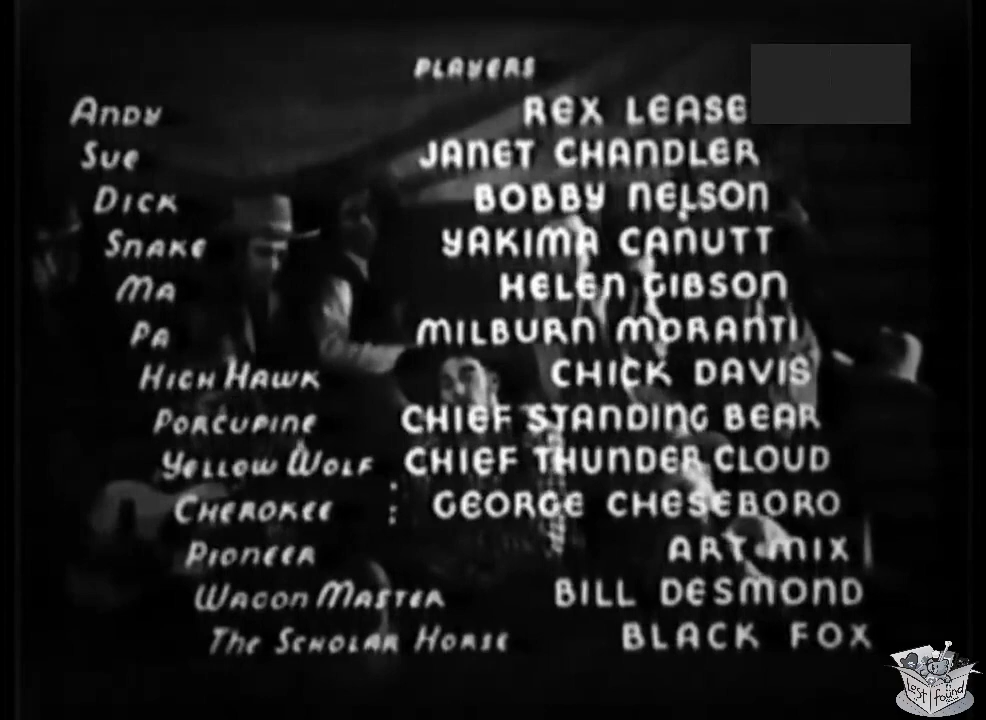 PLAYERS
Andy REX LEASE
Sue JANET CHANDLER
Dick BOBBY NELSON
Snake YAKIMA CANUTT
Ma HELEN GIBSON
Pa MILBURN MORANTI
High Hawk CHICK DAVIS
Porcupine CHIEF STANDING BEAR
Yellow Wolf CHIEF THUNDER CLOUD
Cherokee : GEORGE CHESEBORO
Pioneer ART MIX
Wagon Master BILL DESMOND
The Scholar Horse BLACK FOX
lost found